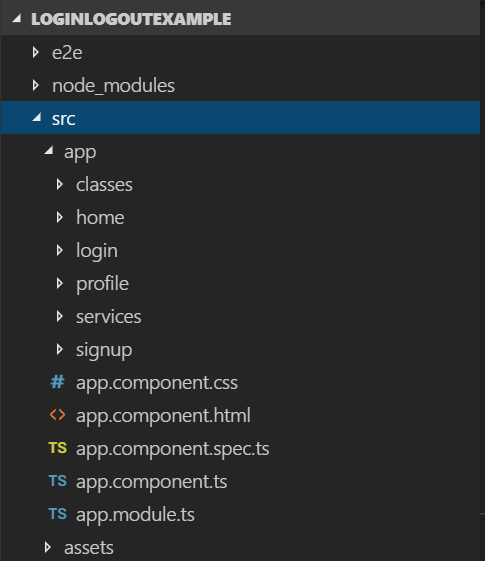 LOGINLOGOUTEXAMPLE
e2e
node_modules
src
app
classes
home
login
profile
services
signup
# app.component.css
<> app.component.html
TS app.component.spec.ts
TS app.component.ts
TS app.module.ts
assets